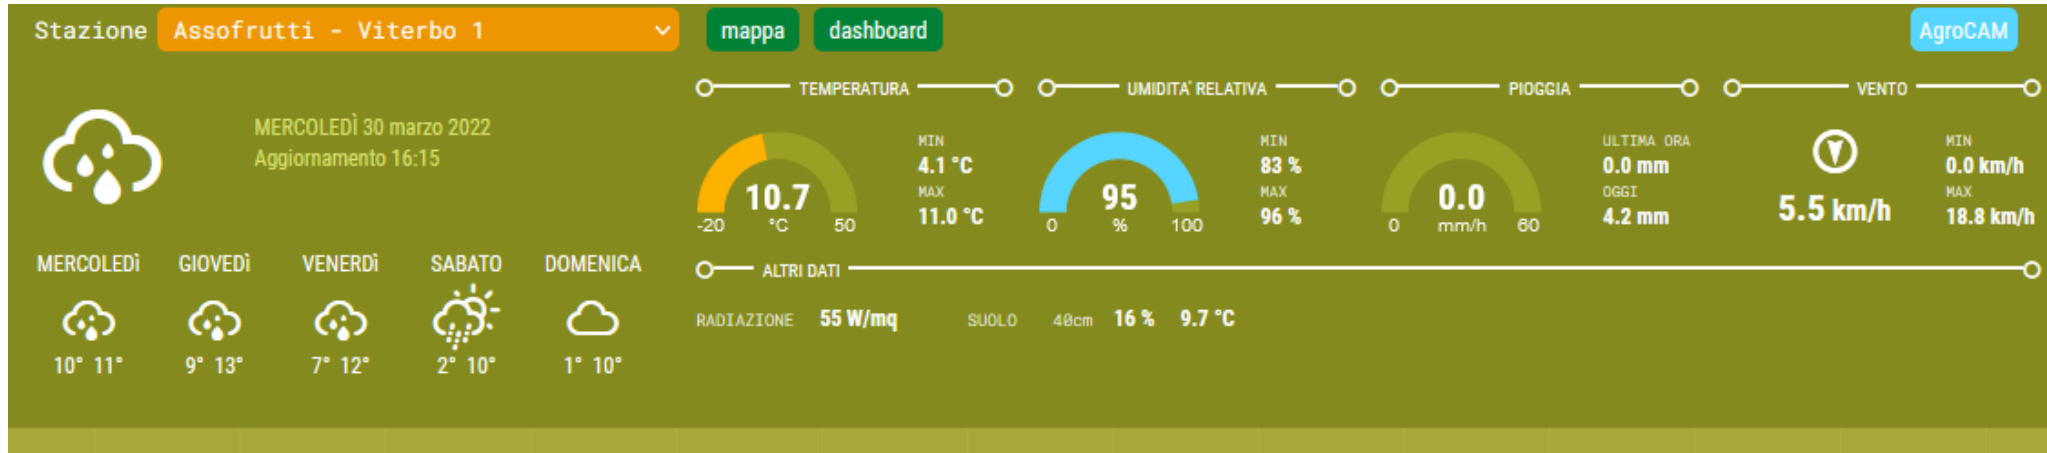 Stazione Assofrutti - Viterbo 1 mappa dashboard AgroCAM
MERCOLEDÌ 30 marzo 2022
Aggiornamento 16:15
MERCOLEDÌ GIOVEDÌ VENERDÌ SABATO DOMENICA
10° 11° 9° 13° 7° 12° 2° 10° 1° 10°
TEMPERATURA
10.7
°C
-20 50
MIN
4.1 °C
MAX
11.0 °C
UMIDITA' RELATIVA
95
%
0 100
MIN
83 %
MAX
96 %
PIOGGIA
0.0
mm/h
0 60
ULTIMA ORA
0.0 mm
OGGI
4.2 mm
VENTO
5.5 km/h
MIN
0.0 km/h
MAX
18.8 km/h
ALTRI DATI
RADIAZIONE 55 W/mq SUOLO 40cm 16 % 9.7 °C